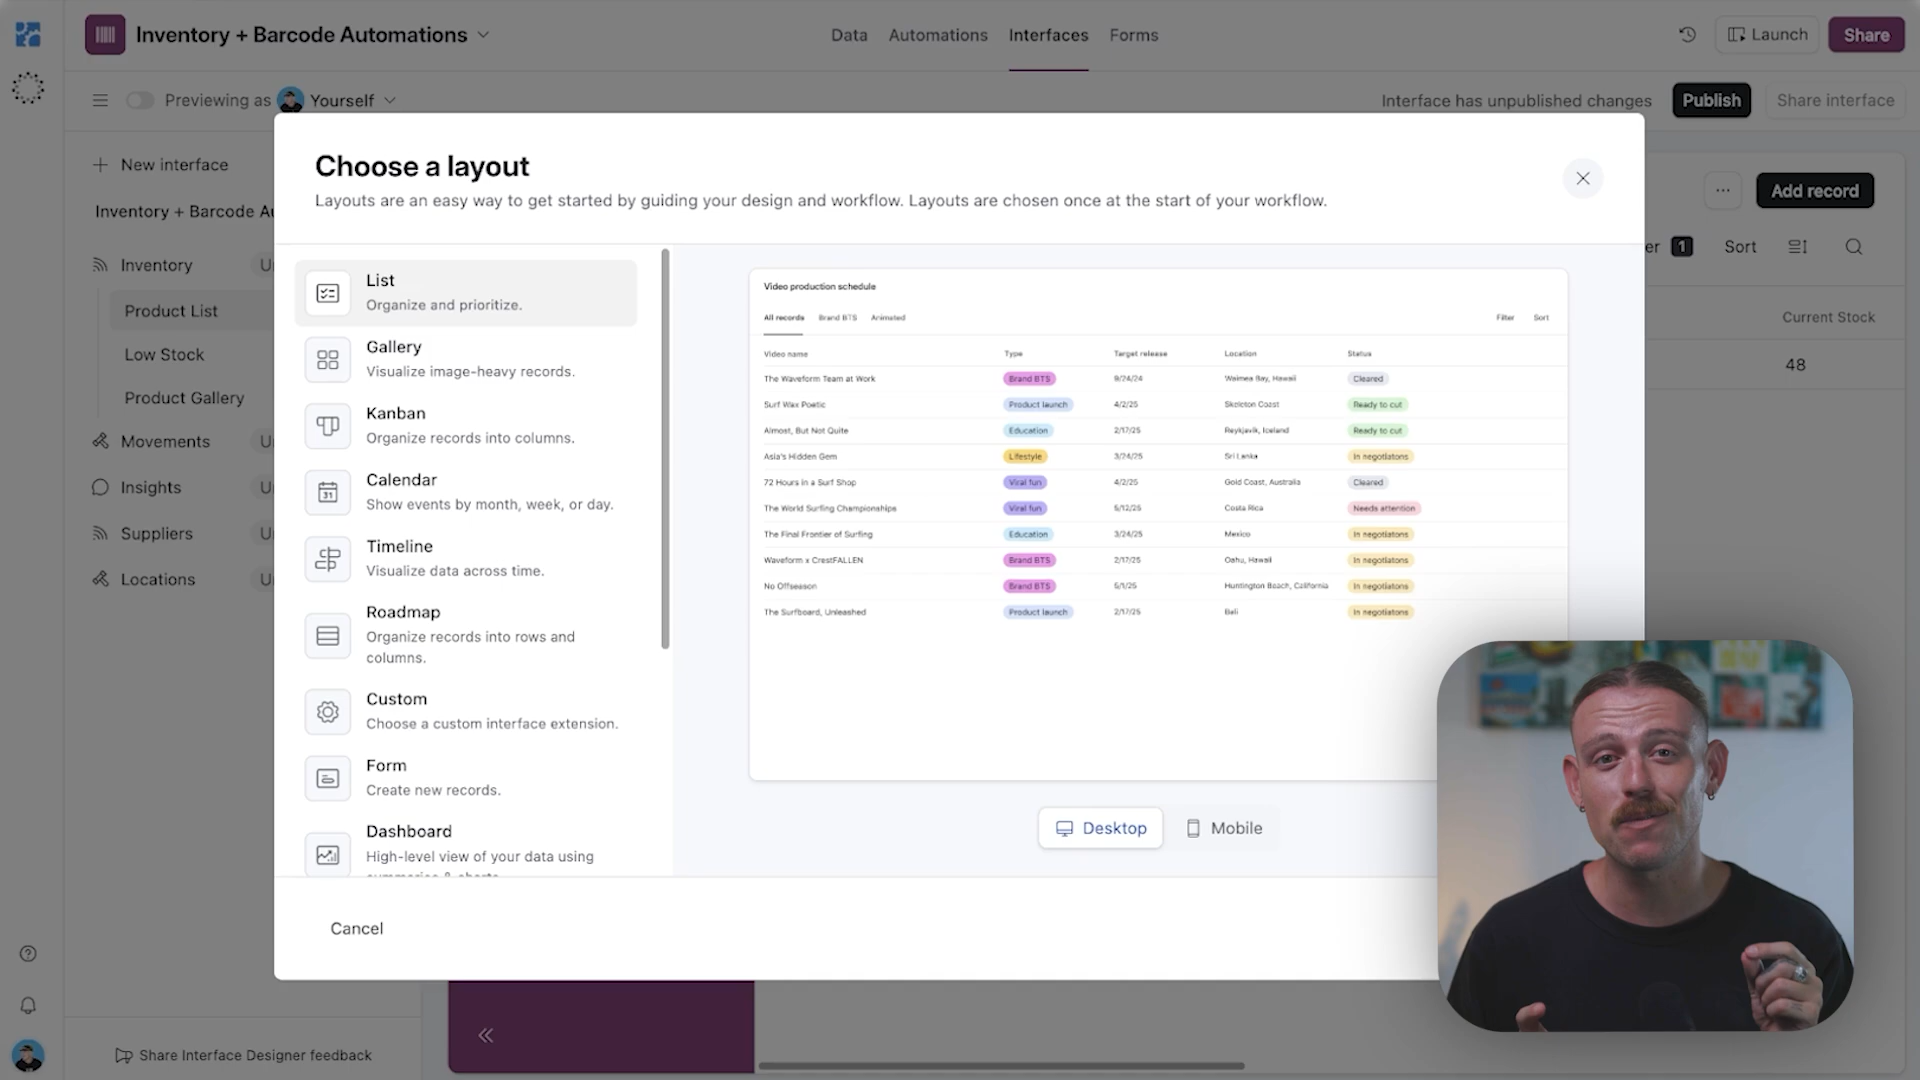 Inventory + Barcode Automations
Data
Automations
Interfaces
Forms
Launch
Share
Previewing as
Yourself
Interface has unpublished changes
Publish
Share interface
New interface
Inventory + Barcode Au
Inventory
Un
Product List
Low Stock
Product Gallery
Movements
Un
Insights
Un
Suppliers
Un
Locations
Un
Share Interface Designer feedback
...
Add record
er 1
Sort
Current Stock
48
Choose a layout
Layouts are an easy way to get started by guiding your design and workflow. Layouts are chosen once at the start of your workflow.
List
Organize and prioritize.
Gallery
Visualize image-heavy records.
Kanban
Organize records into columns.
31
Calendar
Show events by month, week, or day.
Timeline
Visualize data across time.
Roadmap
Organize records into rows and
columns.
Custom
Choose a custom interface extension.
Form
Create new records.
Dashboard
High-level view of your data using
summaries & charts.
Video production schedule
All records Brand BTS Animated Filter Sort
Video name Type Target release Location Status
The Waveform Team at Work Brand BTS 9/24/24 Waimea Bay, Hawaii Cleared
Surf Wax Poetic Product launch 4/2/25 Skeleton Coast Ready to cut
Almost, But Not Quite Education 2/17/25 Reykjavik, Iceland Ready to cut
Asia's Hidden Gem Lifestyle 3/24/25 Sri Lanka In negotiatons
72 Hours in a Surf Shop Viral fun 4/2/25 Gold Coast, Australia Cleared
The World Surfing Championships Viral fun 5/12/25 Costa Rica Needs attention
The Final Frontier of Surfing Education 3/24/25 Mexico In negotiatons
Waveform x CrestFALLEN Brand BTS 2/17/25 Oahu, Hawaii In negotiatons
No Offseason Brand BTS 5/1/25 Huntington Beach, California In negotiatons
The Surfboard, Unleashed Product launch 2/17/25 Bali In negotiatons
Desktop
Mobile
Cancel